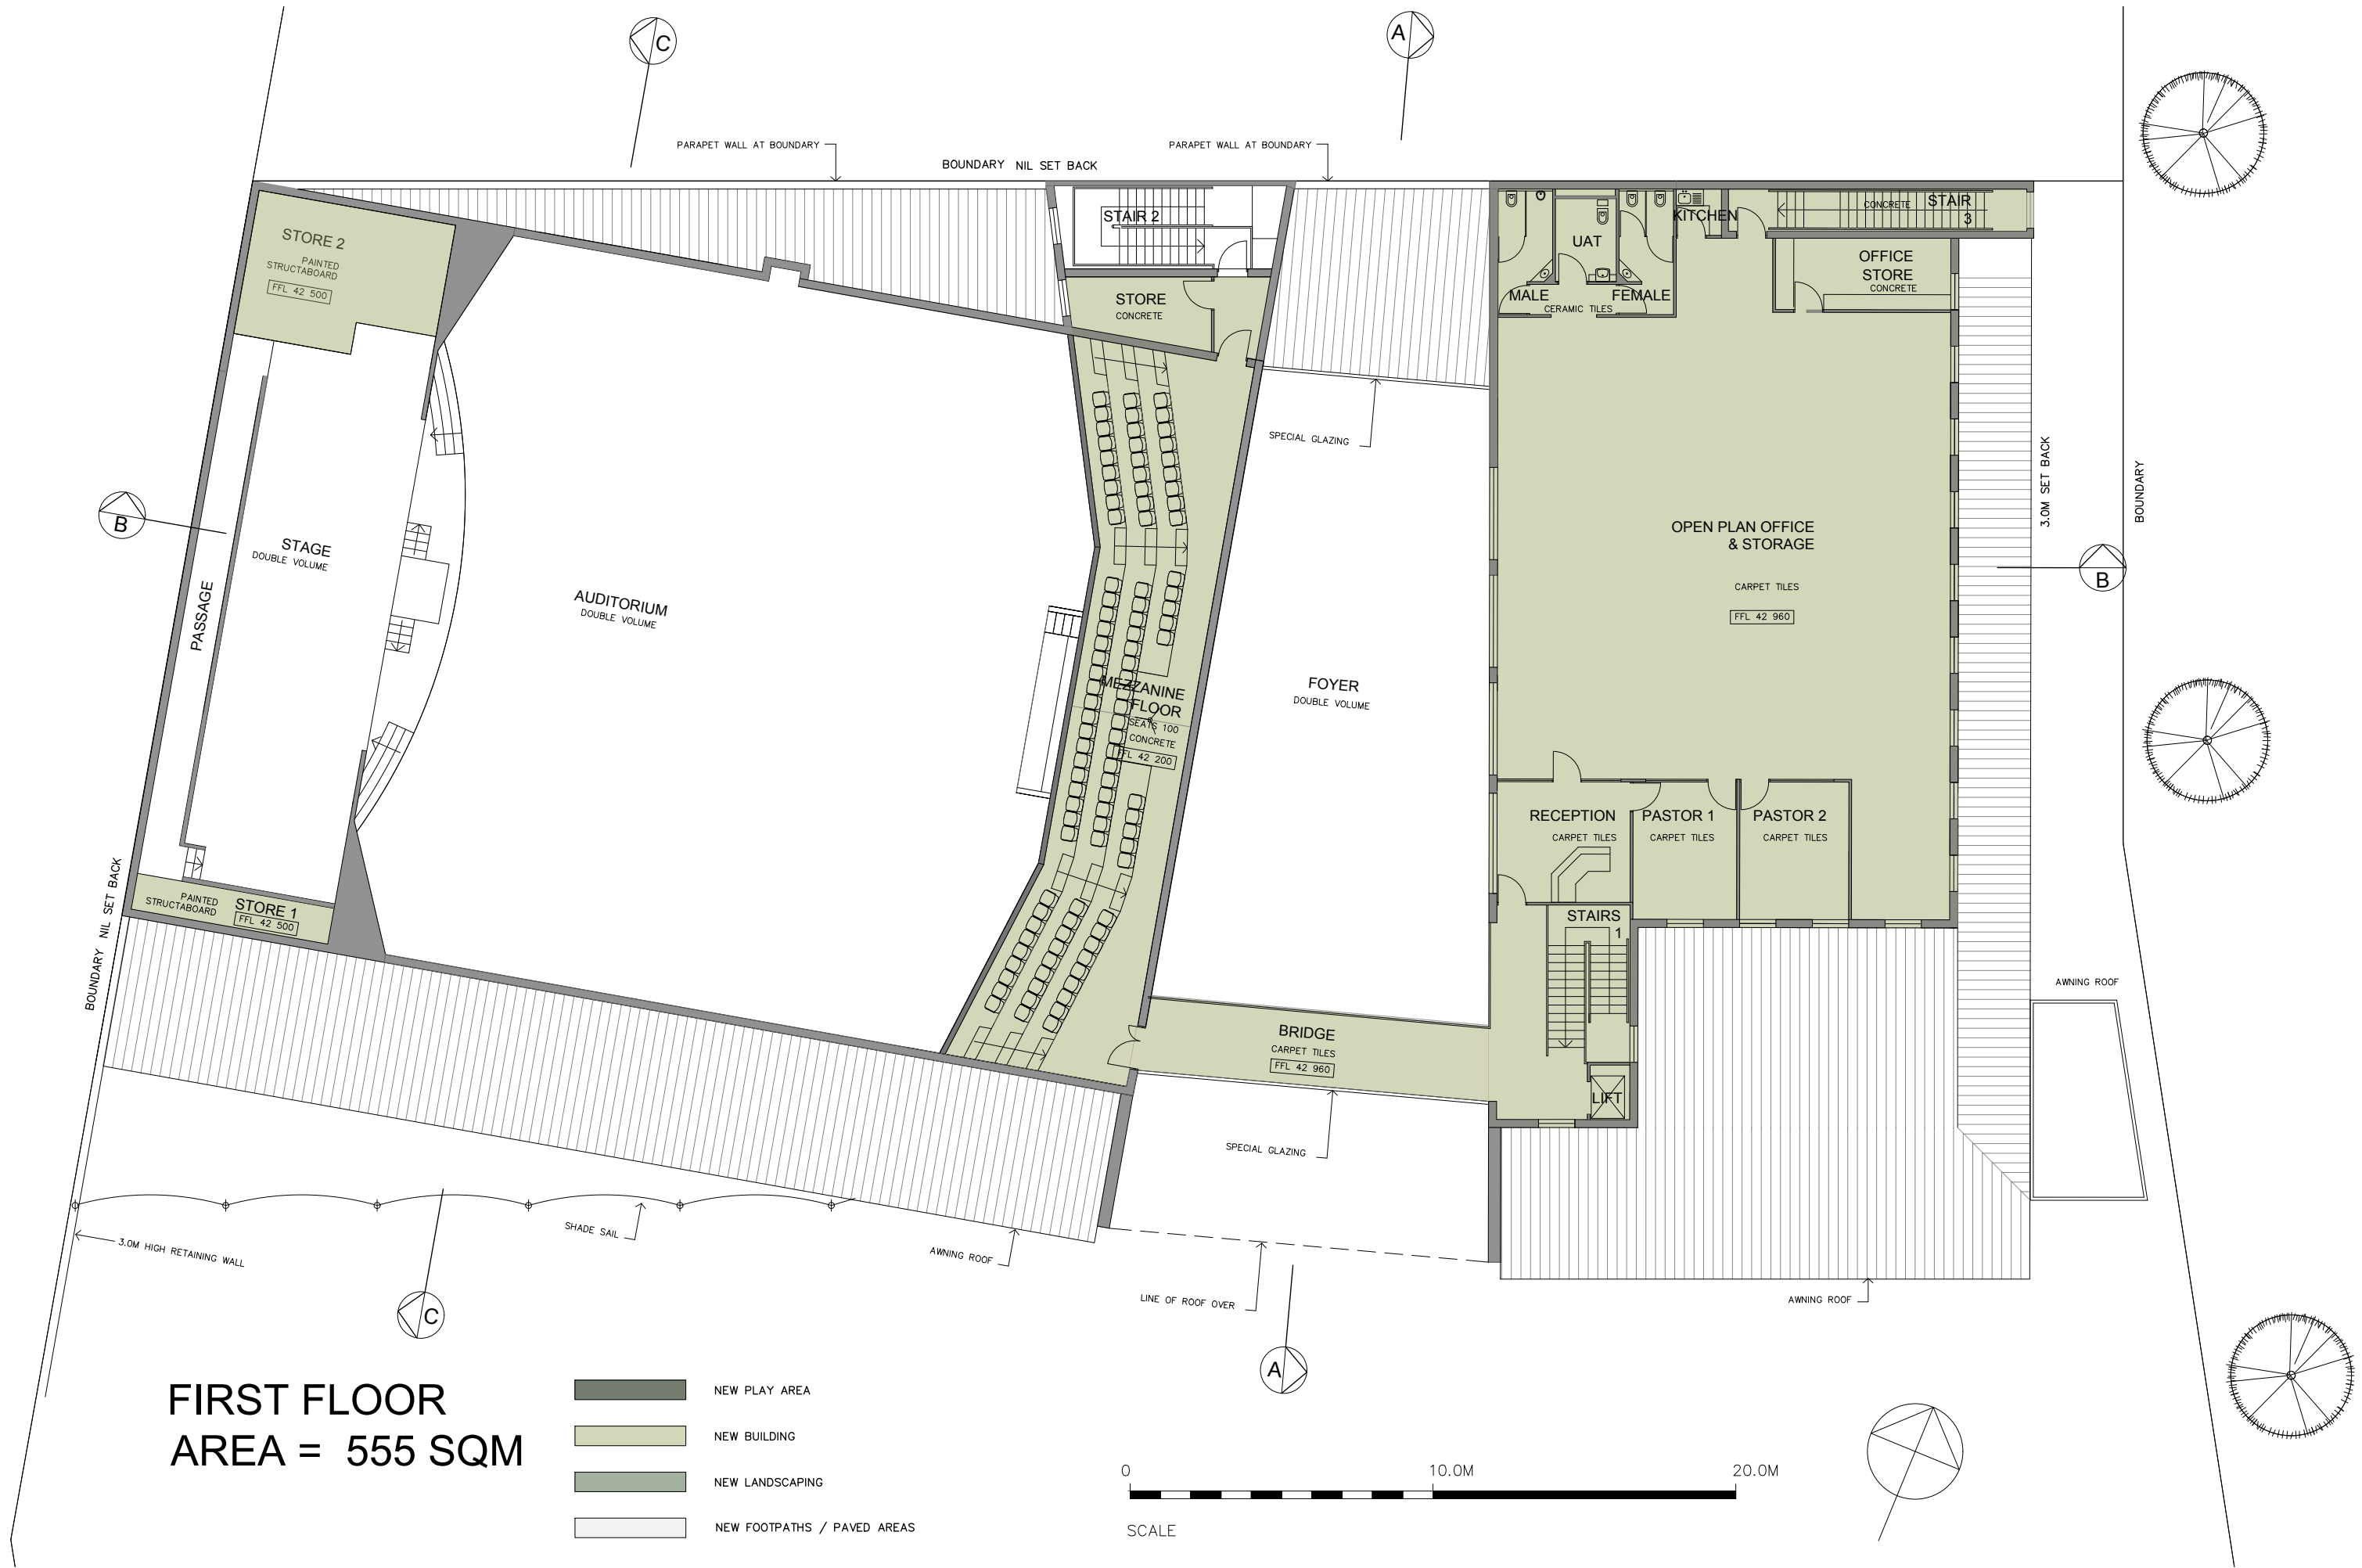 C
A
PARAPET WALL AT BOUNDARY
PARAPET WALL AT BOUNDARY
BOUNDARY NIL SET BACK
STORE 2
PAINTED
STRUCTABOARD
FFL 42 500
STAIR 2
STORE
CONCRETE
MALE
UAT
FEMALE
CERAMIC TILES
KITCHEN
CONCRETE
STAIR
3
OFFICE
STORE
CONCRETE
SPECIAL GLAZING
3.0M SET BACK
BOUNDARY
B
STAGE
DOUBLE VOLUME
PASSAGE
AUDITORIUM
DOUBLE VOLUME
OPEN PLAN OFFICE
& STORAGE
CARPET TILES
FFL 42 960
B
MEZZANINE
FLOOR
SEATS 100
CONCRETE
FFL 42 200
FOYER
DOUBLE VOLUME
RECEPTION
CARPET TILES
PASTOR 1
CARPET TILES
PASTOR 2
CARPET TILES
BOUNDARY NIL SET BACK
PAINTED
STRUCTABOARD
STORE 1
FFL 42 500
STAIRS
1
AWNING ROOF
BRIDGE
CARPET TILES
FFL 42 960
LIFT
SPECIAL GLAZING
SHADE SAIL
3.0M HIGH RETAINING WALL
AWNING ROOF
LINE OF ROOF OVER
AWNING ROOF
C
A
FIRST FLOOR
AREA = 555 SQM
NEW PLAY AREA
NEW BUILDING
NEW LANDSCAPING
NEW FOOTPATHS / PAVED AREAS
0
10.0M
20.0M
SCALE